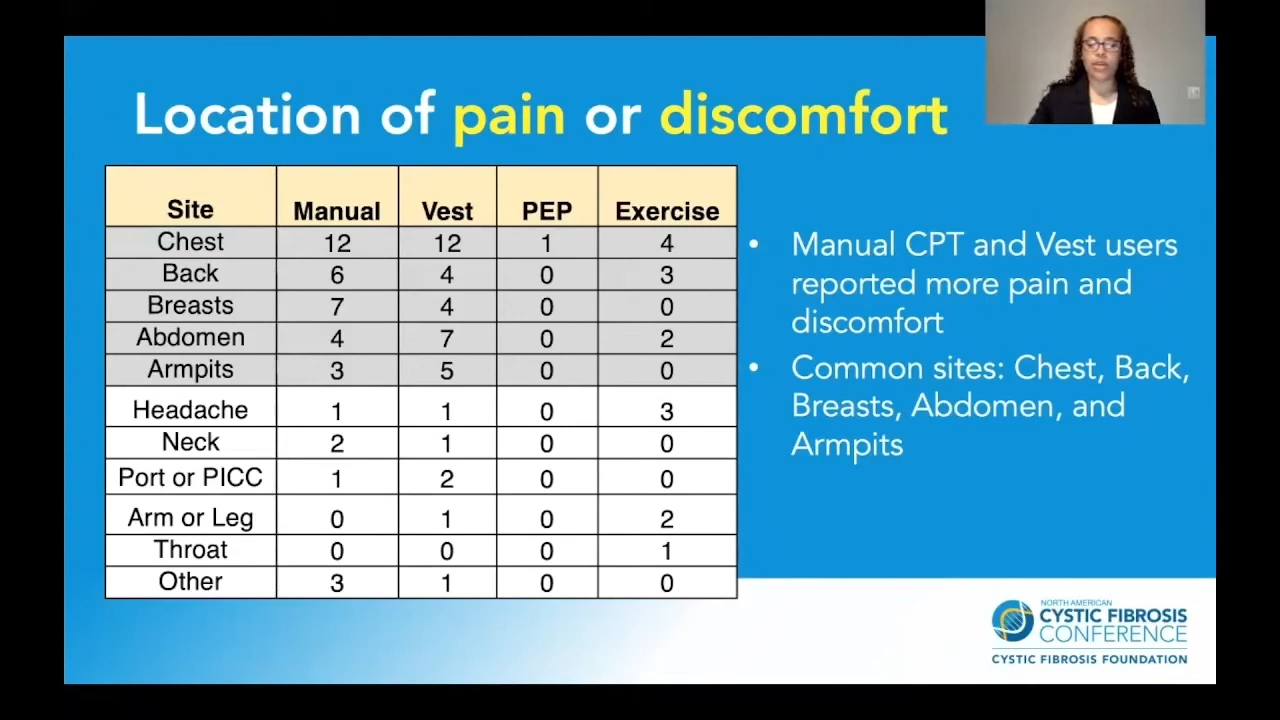 Location of pain or discomfort
Site Manual Vest PEP Exercise
Chest 12 12 1 4
Back 6 4 0 3
Breasts 7 4 0 0
Abdomen 4 7 0 2
Armpits 3 5 0 0
Headache 1 1 0 3
Neck 2 1 0 0
Port or PICC 1 2 0 0
Arm or Leg 0 1 0 2
Throat 0 0 0 1
Other 3 1 0 0
• Manual CPT and Vest users
reported more pain and
discomfort
• Common sites: Chest, Back,
Breasts, Abdomen, and
Armpits
NORTH AMERICAN
CYSTIC FIBROSIS
CONFERENCE
CYSTIC FIBROSIS FOUNDATION